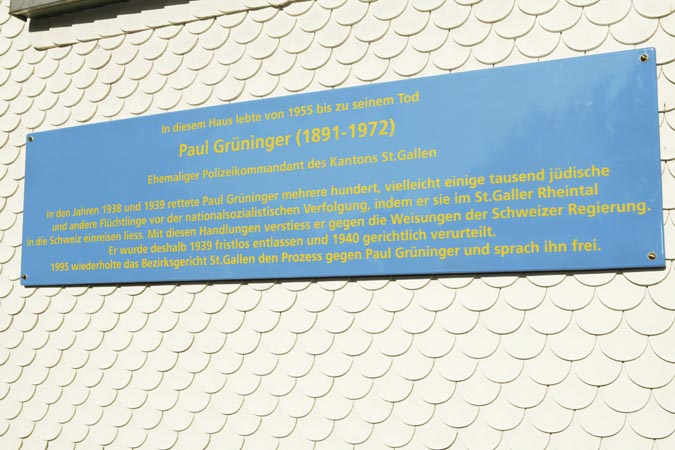 In diesem Haus lebte von 1955 bis zu seinem Tod
Paul Grüninger (1891-1972)
Ehemaliger Polizeikommandant des Kantons St.Gallen
In den Jahren 1938 und 1939 rettete Paul Grüninger mehrere hundert, vielleicht einige tausend jüdische
und andere Flüchtlinge vor der nationalsozialistischen Verfolgung, indem er sie im St.Galler Rheintal
in die Schweiz einreisen liess. Mit diesen Handlungen verstiess er gegen die Weisungen der Schweizer Regierung.
Er wurde deshalb 1939 fristlos entlassen und 1940 gerichtlich verurteilt.
1995 wiederholte das Bezirksgericht St.Gallen den Prozess gegen Paul Grüninger und sprach ihn frei.